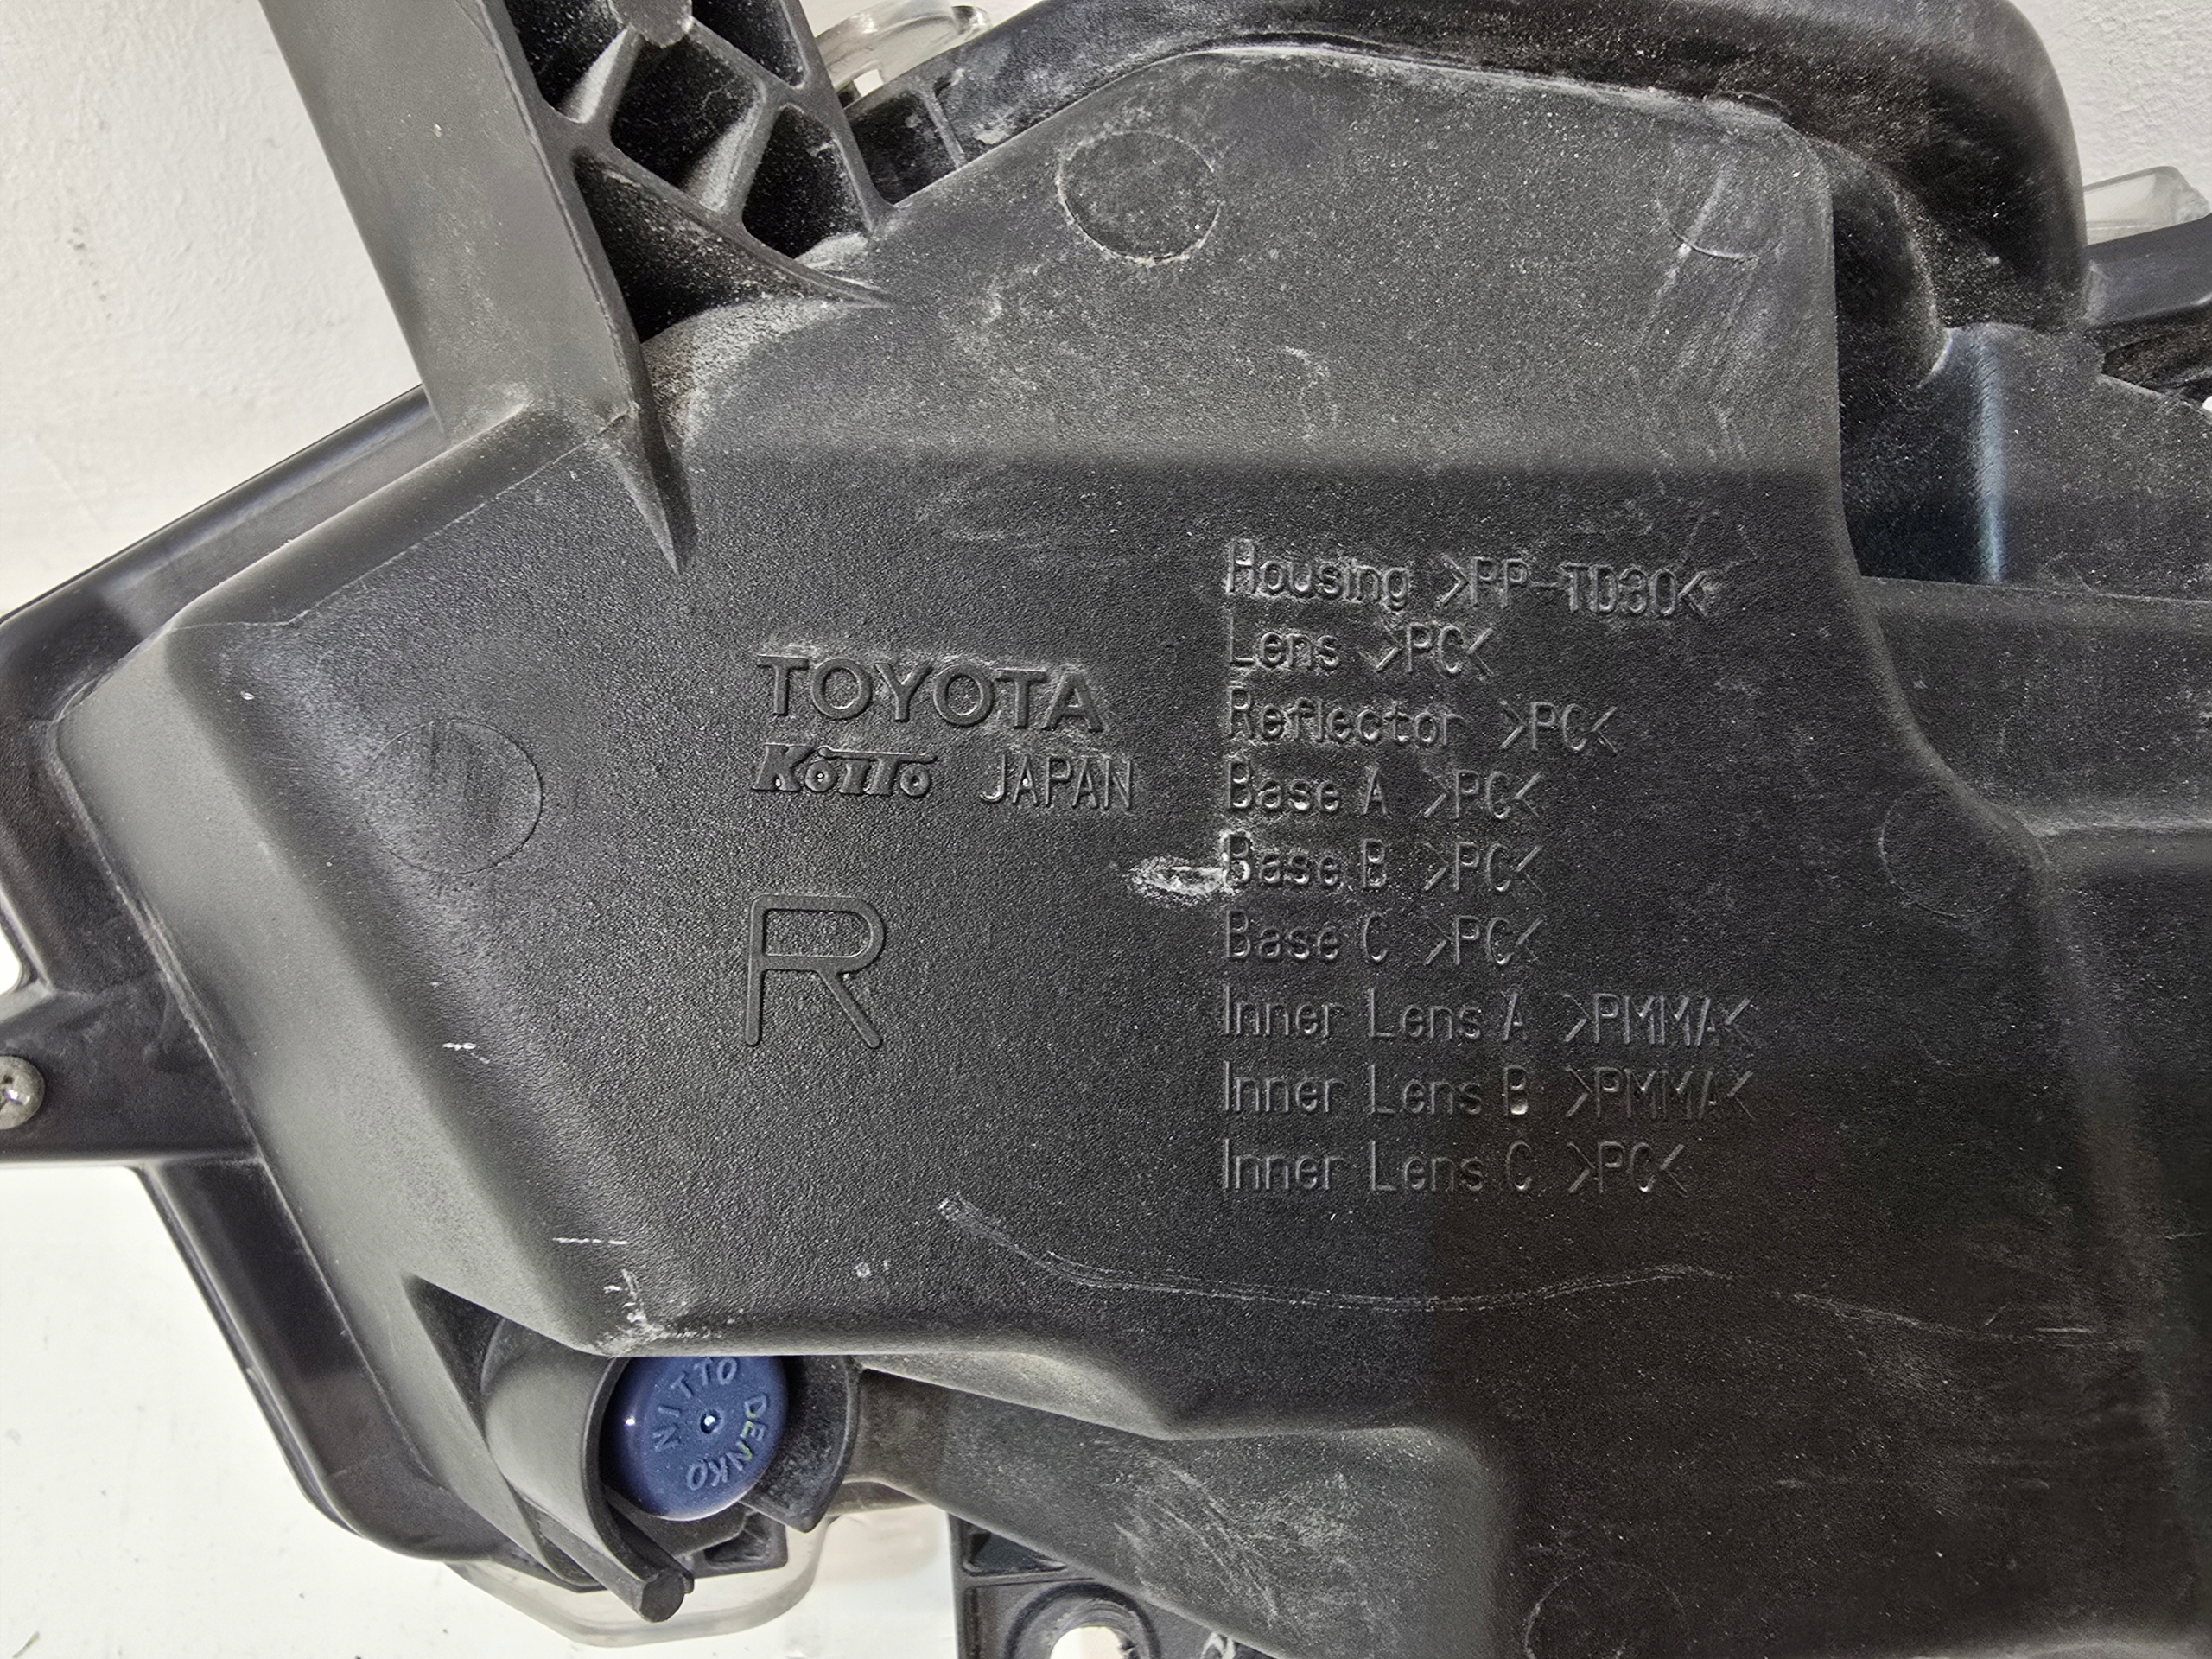 TOYOTA
KOITO JAPAN
R
Housing >PP-TD30<
Lens >PC<
Reflector >PC<
Base A >PC<
Base B >PC<
Base C >PC<
Inner Lens A >PMMA<
Inner Lens B >PMMA<
Inner Lens C >PC<
NITTO DENKO